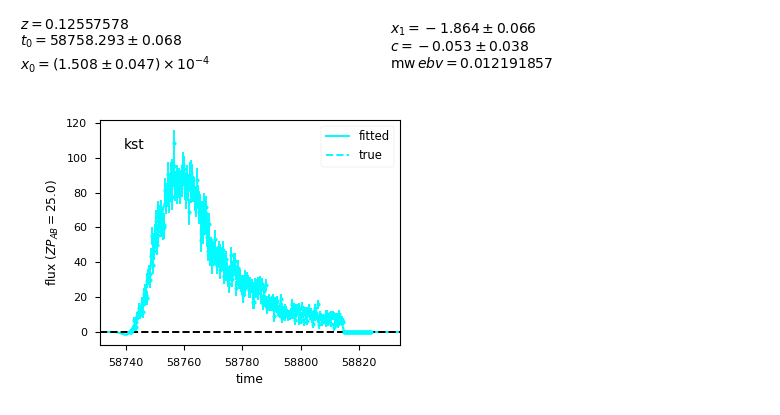 z = 0.12557578
t₀ = 58758.293 ± 0.068
x₀ = (1.508 ± 0.047) × 10⁻⁴
x₁ = −1.864 ± 0.066
c = −0.053 ± 0.038
mw ebv = 0.012191857
kst
fitted
true
flux (ZP_AB = 25.0)
120
100
80
60
40
20
0
58740 58760 58780 58800 58820
time